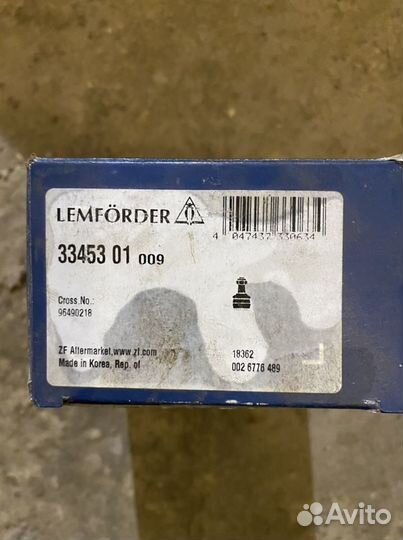 LEMFÖRDER
4 047437 330634
33453 01 009
Cross.No.:
96490218
ZF Aftermarket,www.zf.com
Made in Korea, Rep. of
18362
002 6776 489
Avito